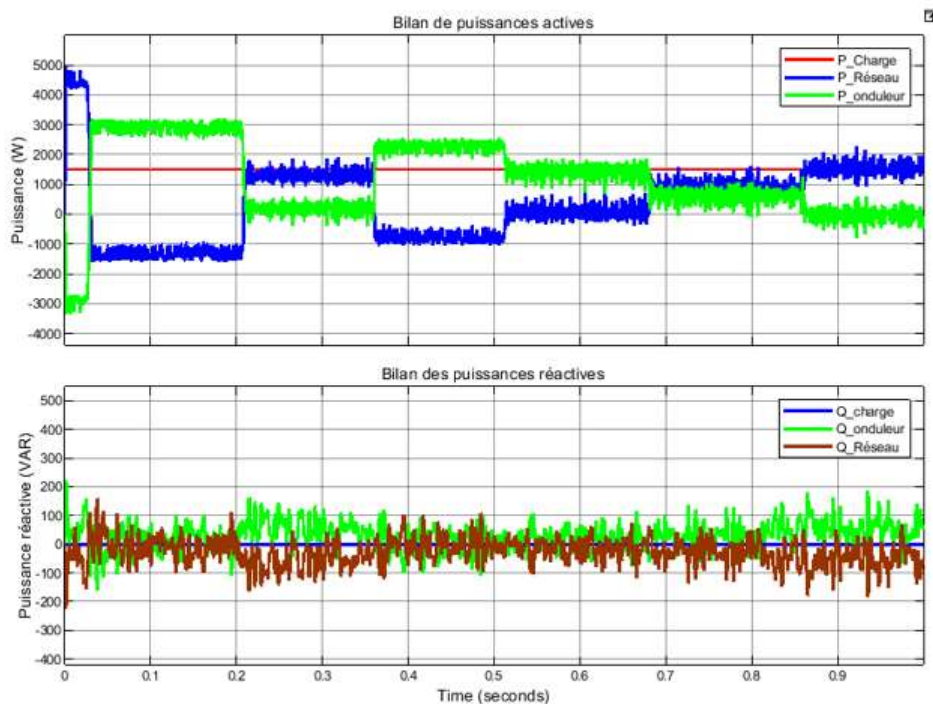 Bilan de puissances actives
Puissance (W)
5000
4000
3000
2000
1000
0
-1000
-2000
-3000
-4000
P_Charge
P_Réseau
P_onduleur
Bilan des puissances réactives
Puissance réactive (VAR)
500
400
300
200
100
0
-100
-200
-300
-400
Q_charge
Q_onduleur
Q_Réseau
0 0.1 0.2 0.3 0.4 0.5 0.6 0.7 0.8 0.9
Time (seconds)